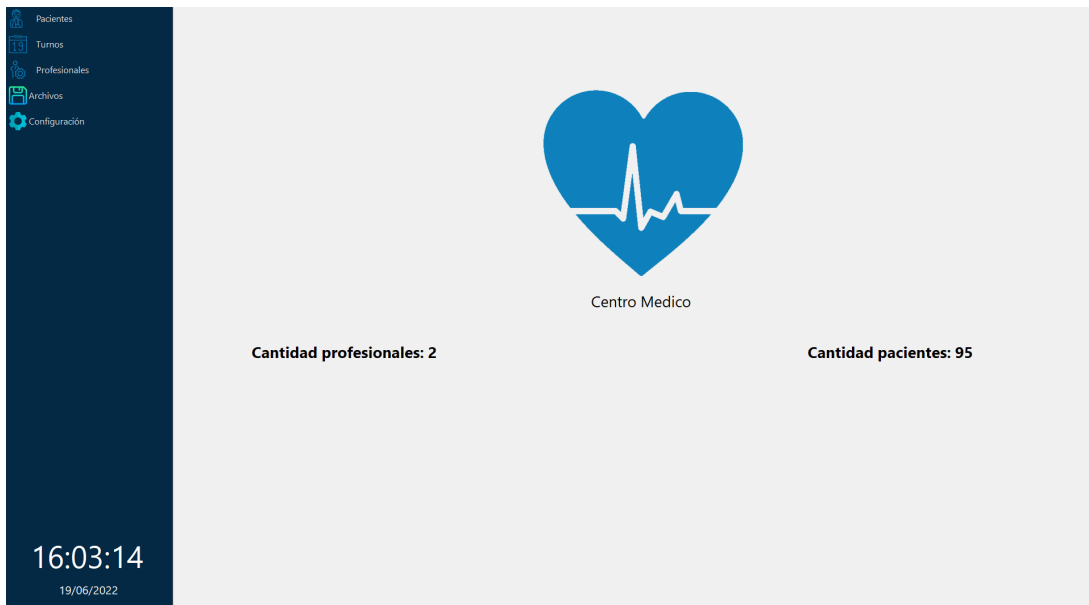 Pacientes
19
Turnos
Profesionales
Archivos
Configuración
Centro Medico
Cantidad profesionales: 2
Cantidad pacientes: 95
16:03:14
19/06/2022